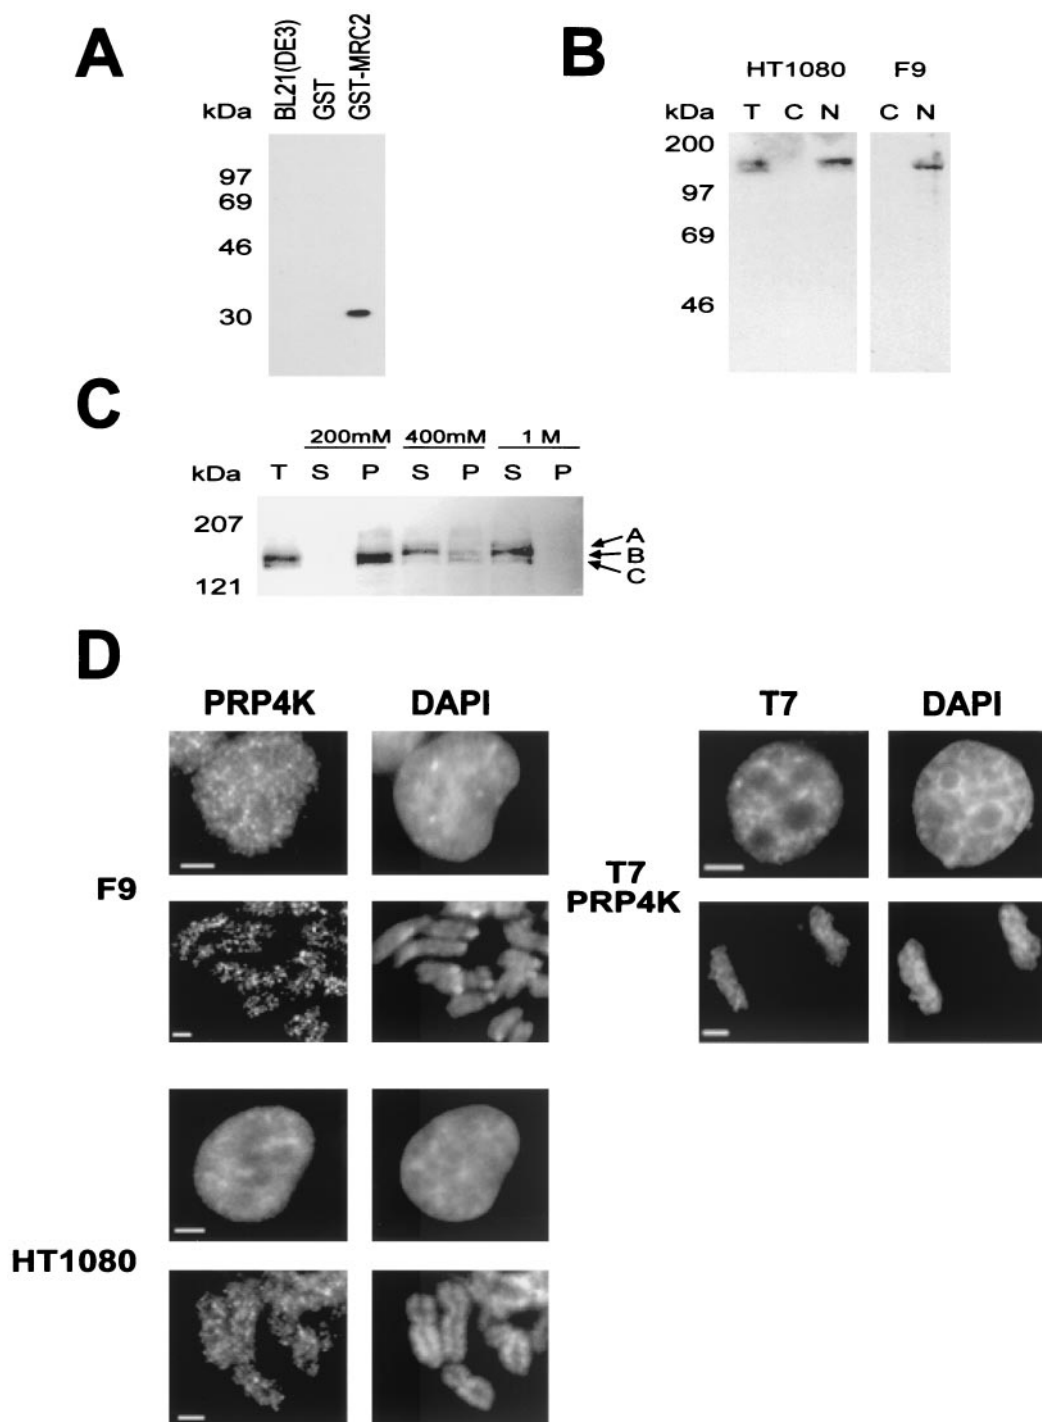 A
BL21(DE3)
GST
GST-MRC2
kDa
97
69
46
30
B
HT1080 F9
kDa T C N C N
200
97
69
46
C
200mM 400mM 1 M
kDa T S P S P S P
207
121
A
B
C
D
PRP4K DAPI
F9
HT1080
T7 DAPI
T7
PRP4K